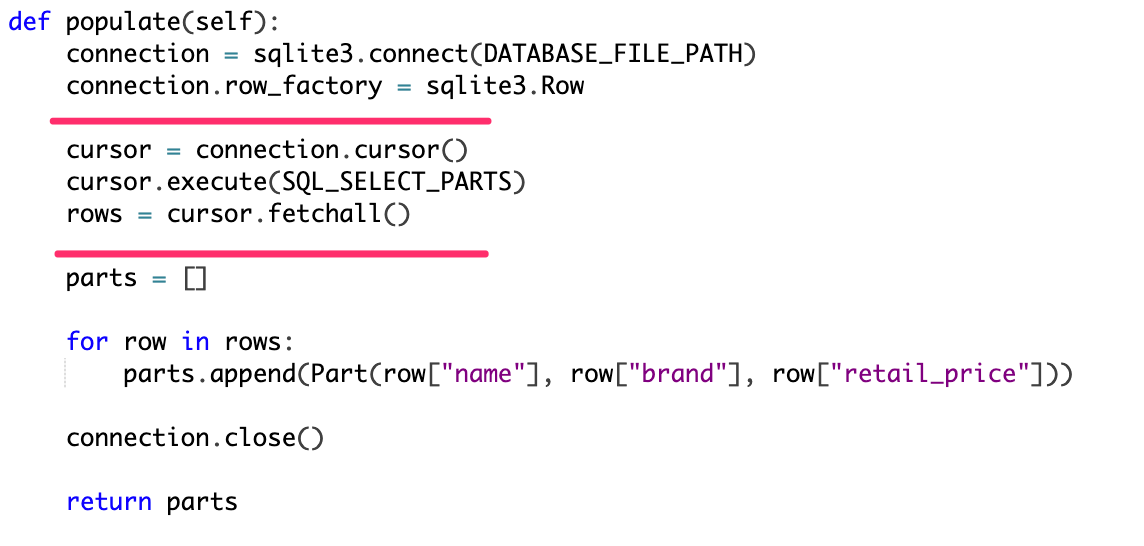 def populate(self):
    connection = sqlite3.connect(DATABASE_FILE_PATH)
    connection.row_factory = sqlite3.Row
    cursor = connection.cursor()
    cursor.execute(SQL_SELECT_PARTS)
    rows = cursor.fetchall()
    parts = []
    for row in rows:
        parts.append(Part(row["name"], row["brand"], row["retail_price"]))
    connection.close()
    return parts